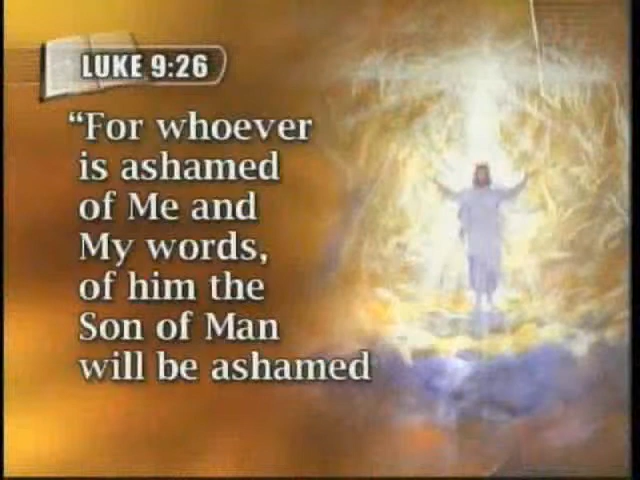 LUKE 9:26
“For whoever
is ashamed
of Me and
My words,
of him the
Son of Man
will be ashamed